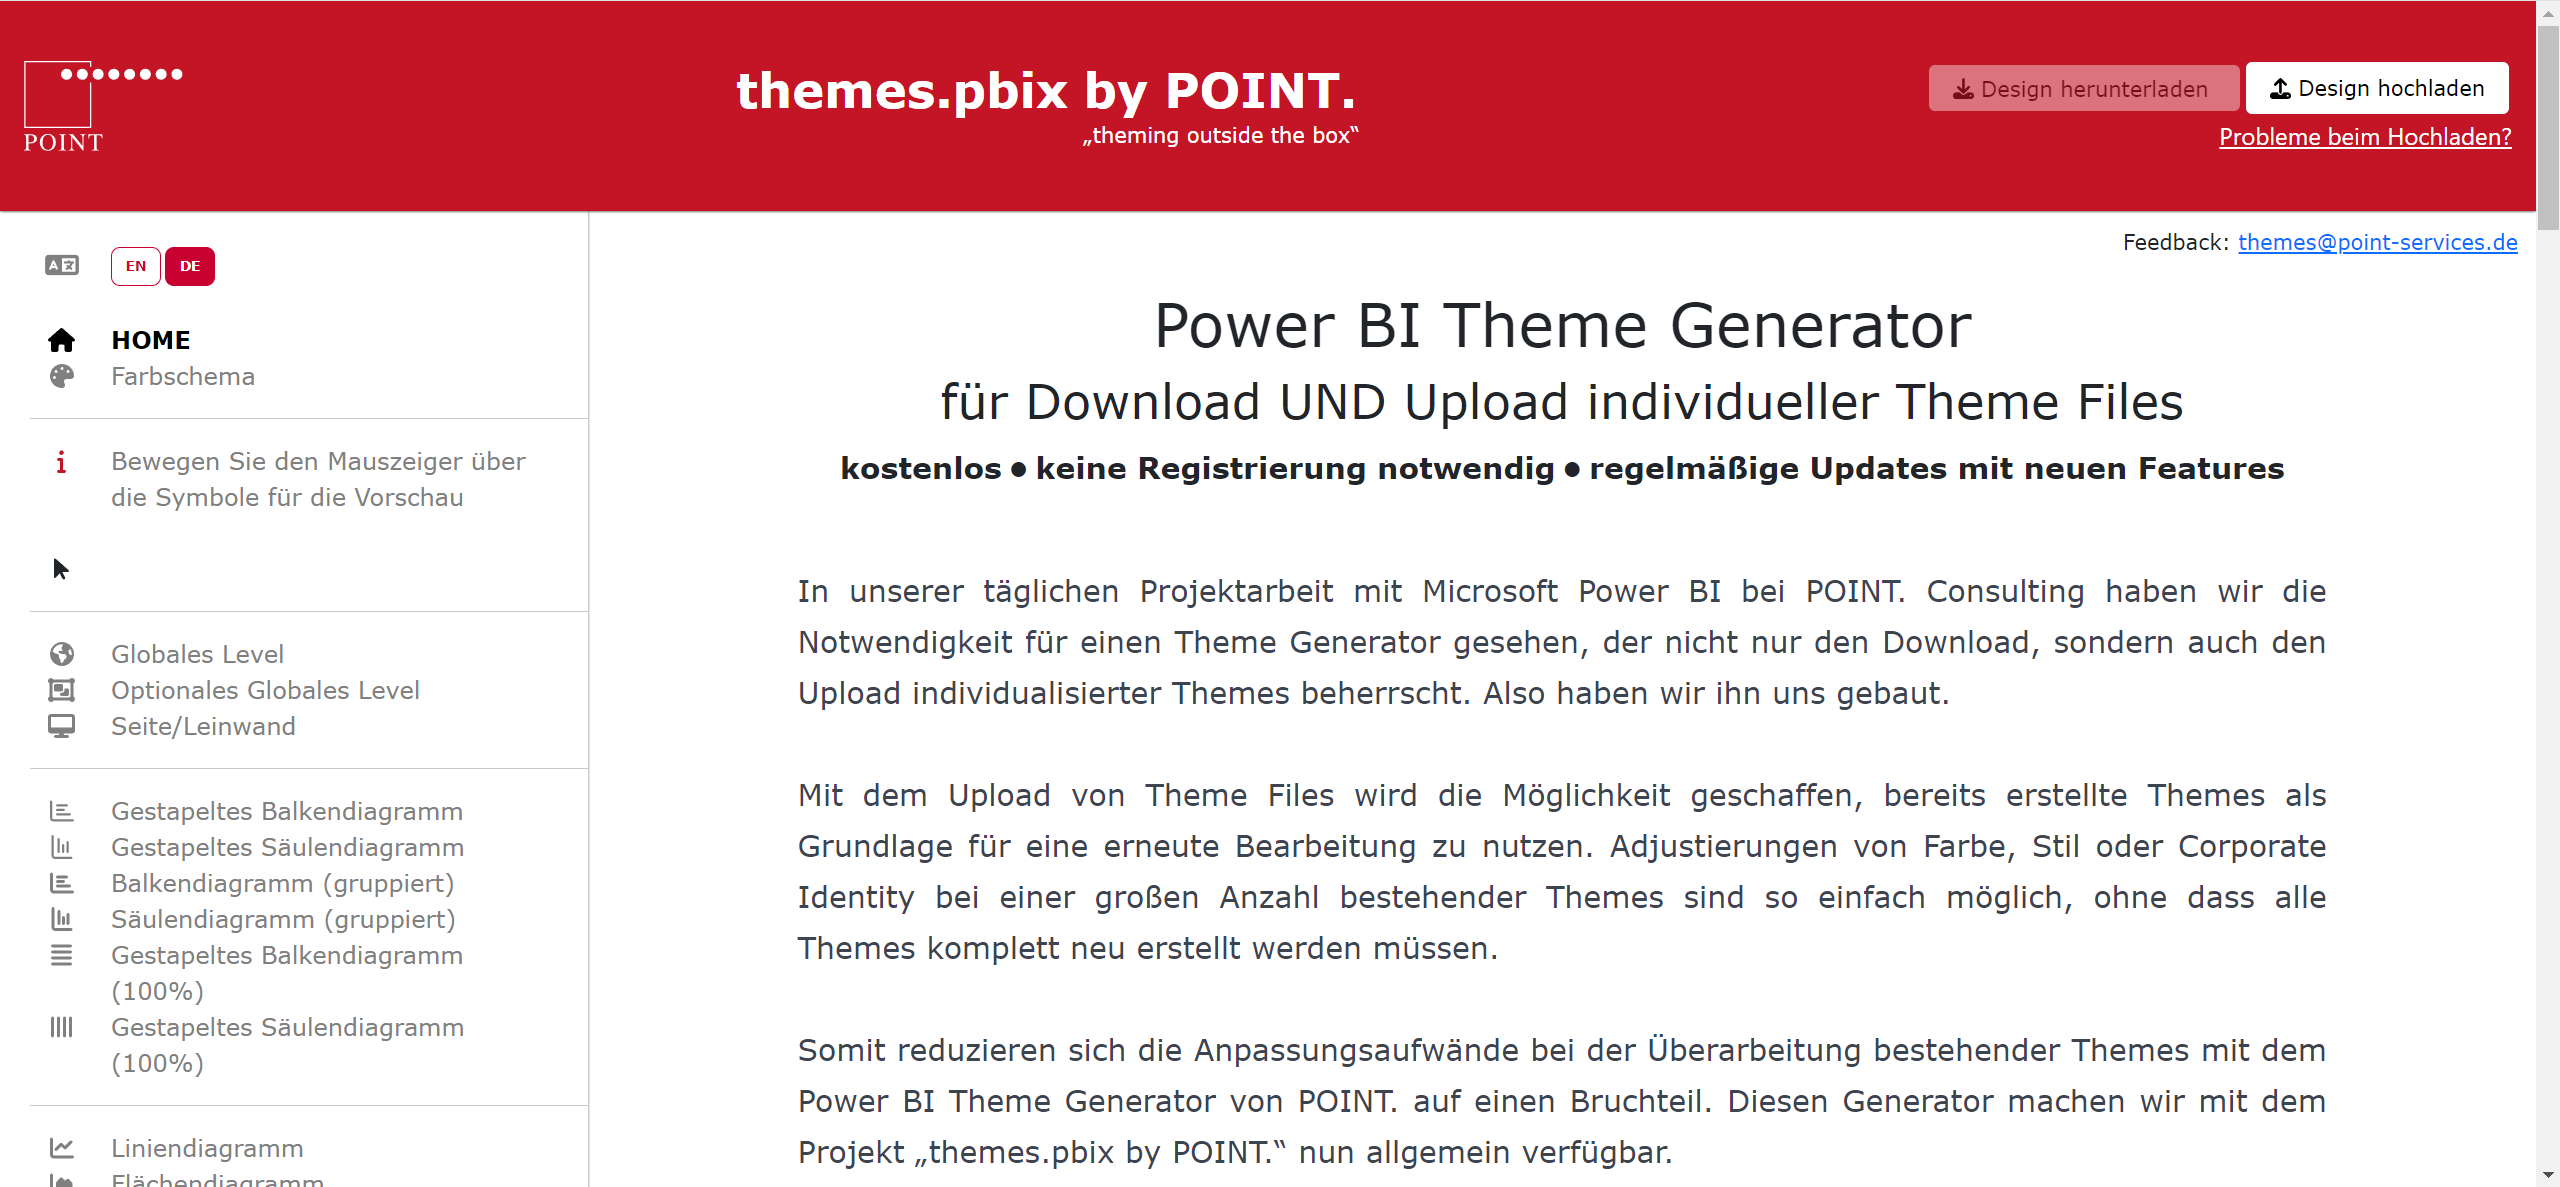 POINT
themes.pbix by POINT.
„theming outside the box“
Design herunterladen
Design hochladen
Probleme beim Hochladen?
EN
DE
HOME
Farbschema
Bewegen Sie den Mauszeiger über
die Symbole für die Vorschau
Globales Level
Optionales Globales Level
Seite/Leinwand
Gestapeltes Balkendiagramm
Gestapeltes Säulendiagramm
Balkendiagramm (gruppiert)
Säulendiagramm (gruppiert)
Gestapeltes Balkendiagramm
(100%)
Gestapeltes Säulendiagramm
(100%)
Liniendiagramm
Flächendiagramm
Feedback: themes@point-services.de
Power BI Theme Generator
für Download UND Upload individueller Theme Files
kostenlos ● keine Registrierung notwendig ● regelmäßige Updates mit neuen Features
In unserer täglichen Projektarbeit mit Microsoft Power BI bei POINT. Consulting haben wir die
Notwendigkeit für einen Theme Generator gesehen, der nicht nur den Download, sondern auch den
Upload individualisierter Themes beherrscht. Also haben wir ihn uns gebaut.
Mit dem Upload von Theme Files wird die Möglichkeit geschaffen, bereits erstellte Themes als
Grundlage für eine erneute Bearbeitung zu nutzen. Adjustierungen von Farbe, Stil oder Corporate
Identity bei einer großen Anzahl bestehender Themes sind so einfach möglich, ohne dass alle
Themes komplett neu erstellt werden müssen.
Somit reduzieren sich die Anpassungsaufwände bei der Überarbeitung bestehender Themes mit dem
Power BI Theme Generator von POINT. auf einen Bruchteil. Diesen Generator machen wir mit dem
Projekt „themes.pbix by POINT.“ nun allgemein verfügbar.